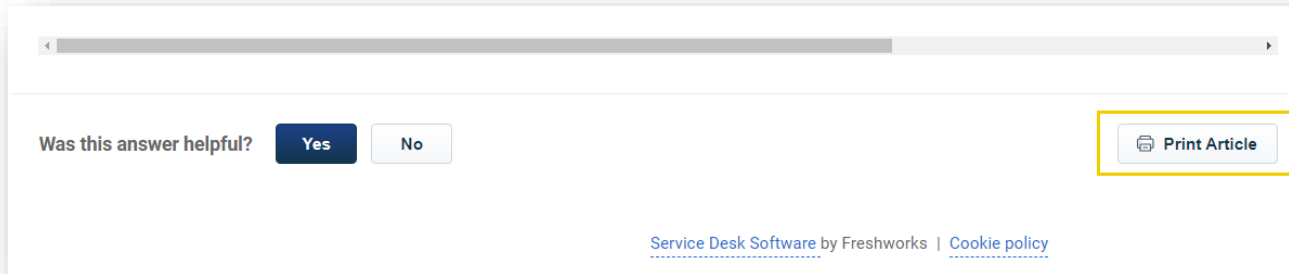 Was this answer helpful? Yes No Print Article
Service Desk Software by Freshworks | Cookie policy